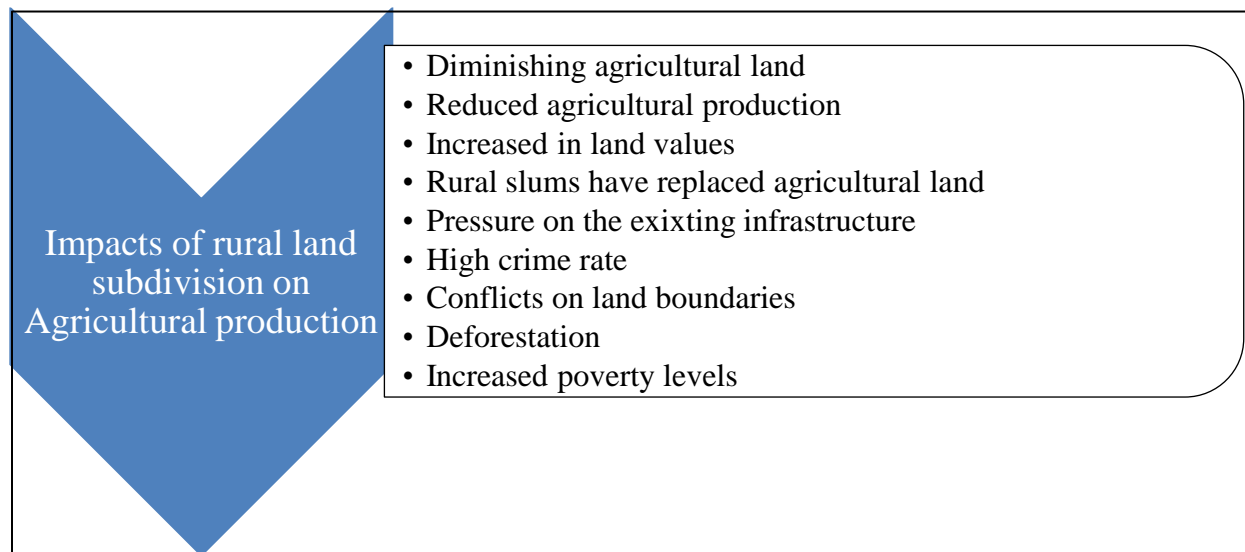 Impacts of rural land
subdivision on
Agricultural production
• Diminishing agricultural land
• Reduced agricultural production
• Increased in land values
• Rural slums have replaced agricultural land
• Pressure on the exixting infrastructure
• High crime rate
• Conflicts on land boundaries
• Deforestation
• Increased poverty levels